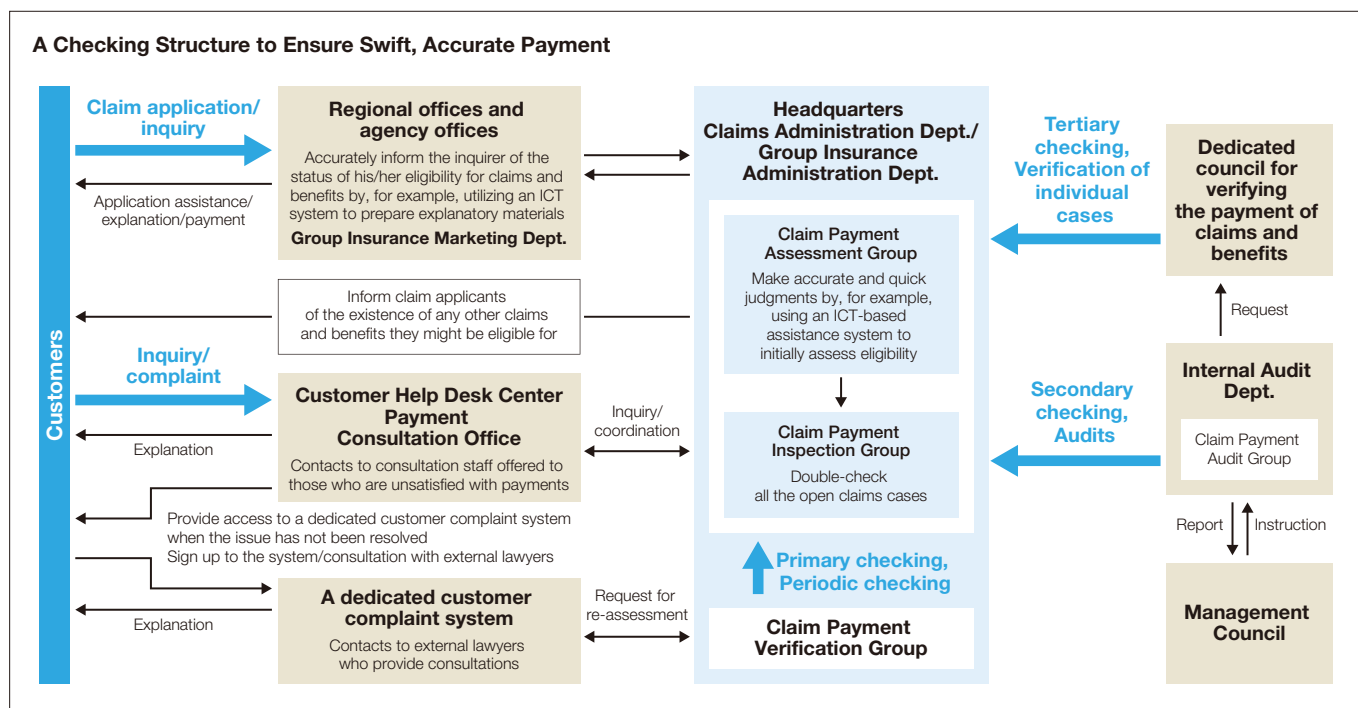 A Checking Structure to Ensure Swift, Accurate Payment
Customers
Claim application/
inquiry
Application assistance/
explanation/payment
Regional offices and
agency offices
Accurately inform the inquirer of the
status of his/her eligibility for claims and
benefits by, for example, utilizing an ICT
system to prepare explanatory materials
Group Insurance Marketing Dept.
Inform claim applicants
of the existence of any other claims
and benefits they might be eligible for
Inquiry/
complaint
Explanation
Customer Help Desk Center
Payment
Consultation Office
Contacts to consultation staff offered to
those who are unsatisfied with payments
Inquiry/
coordination
Provide access to a dedicated customer complaint system
when the issue has not been resolved
Sign up to the system/consultation with external lawyers
Explanation
A dedicated customer
complaint system
Contacts to external lawyers
who provide consultations
Request for
re-assessment
Headquarters
Claims Administration Dept./
Group Insurance
Administration Dept.
Claim Payment
Assessment Group
Make accurate and quick
judgments by, for example,
using an ICT-based
assistance system to
initially assess eligibility
Claim Payment
Inspection Group
Double-check
all the open claims cases
Primary checking,
Periodic checking
Claim Payment
Verification Group
Tertiary
checking,
Verification of
individual
cases
Secondary
checking,
Audits
Dedicated
council for
verifying
the payment of
claims and
benefits
Request
Internal Audit
Dept.
Claim Payment
Audit Group
Report
Instruction
Management
Council